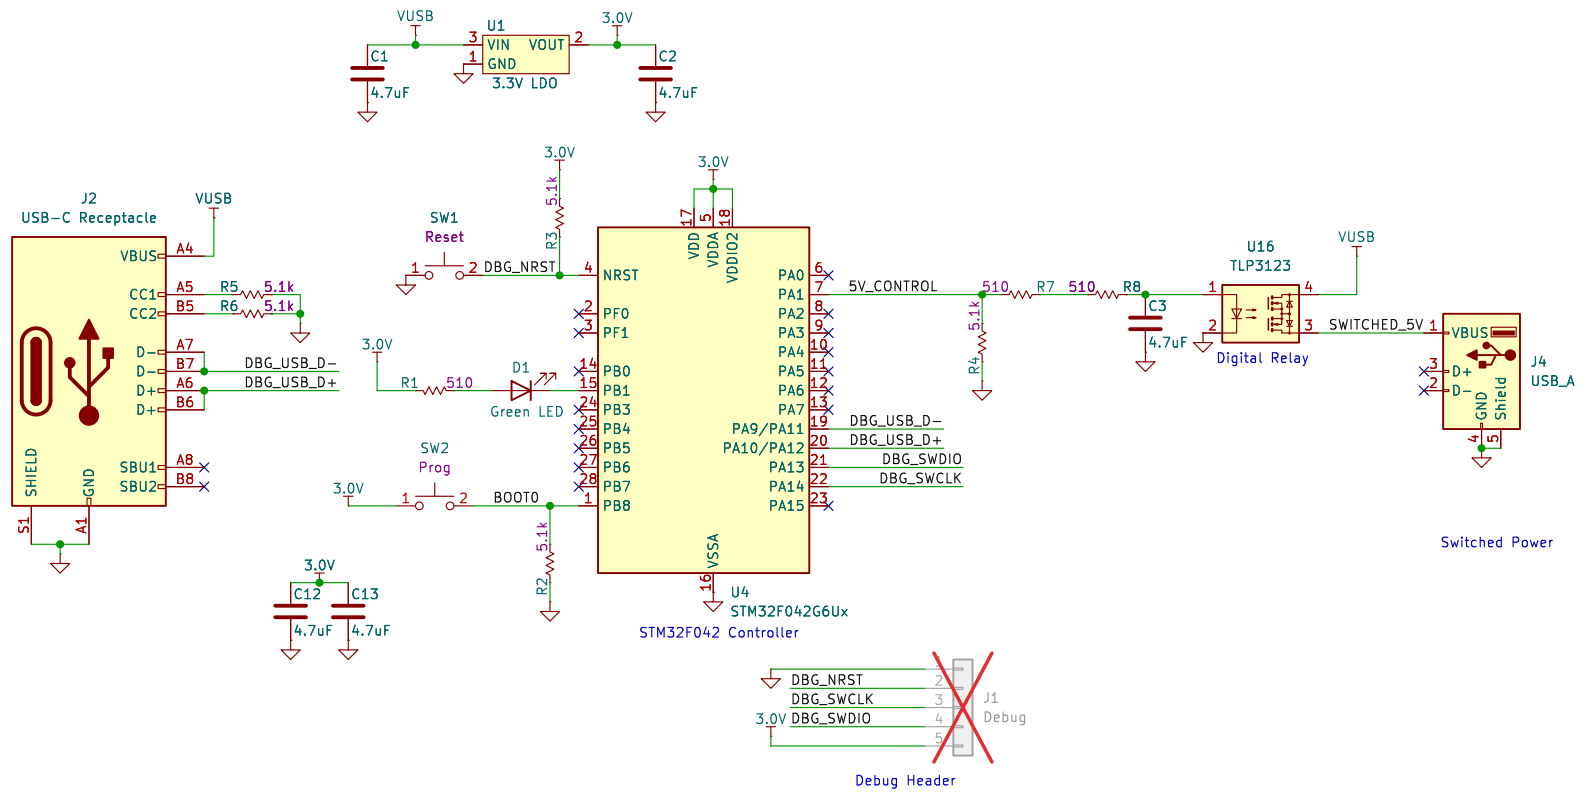 VUSB
U1
3 VIN VOUT 2
1 GND
3.3V LDO
3.0V
C1
4.7uF
C2
4.7uF
J2
USB-C Receptacle
VUSB
VBUS A4
CC1 A5
CC2 B5
R5 5.1k
R6 5.1k
D- A7
D- B7
D+ A6
D+ B6
DBG_USB_D-
DBG_USB_D+
SBU1 A8
SBU2 B8
SHIELD
GND
S1
A1
SW1
Reset
1 2
DBG_NRST
3.0V
5.1k
R3
3.0V
R1 510
D1
Green LED
SW2
Prog
3.0V
1 2
BOOT0
5.1k
R2
3.0V
C12
4.7uF
C13
4.7uF
3.0V
17 5 18
VDD
VDDA
VDDIO2
4 NRST
2 PF0
3 PF1
14 PB0
15 PB1
24 PB3
25 PB4
26 PB5
27 PB6
28 PB7
1 PB8
PA0 6
PA1 7
PA2 8
PA3 9
PA4 10
PA5 11
PA6 12
PA7 13
PA9/PA11 19
PA10/PA12 20
PA13 21
PA14 22
PA15 23
VSSA
16
U4
STM32F042G6Ux
STM32F042 Controller
5V_CONTROL
DBG_USB_D-
DBG_USB_D+
DBG_SWDIO
DBG_SWCLK
510 R7
510 R8
5.1k
R4
C3
4.7uF
U16
TLP3123
1
2
4
3
Digital Relay
VUSB
SWITCHED_5V
1 VBUS
3 D+
2 D-
GND
Shield
4 5
J4
USB_A
Switched Power
DBG_NRST
DBG_SWCLK
3.0V
DBG_SWDIO
2
3
4
5
J1
Debug
Debug Header